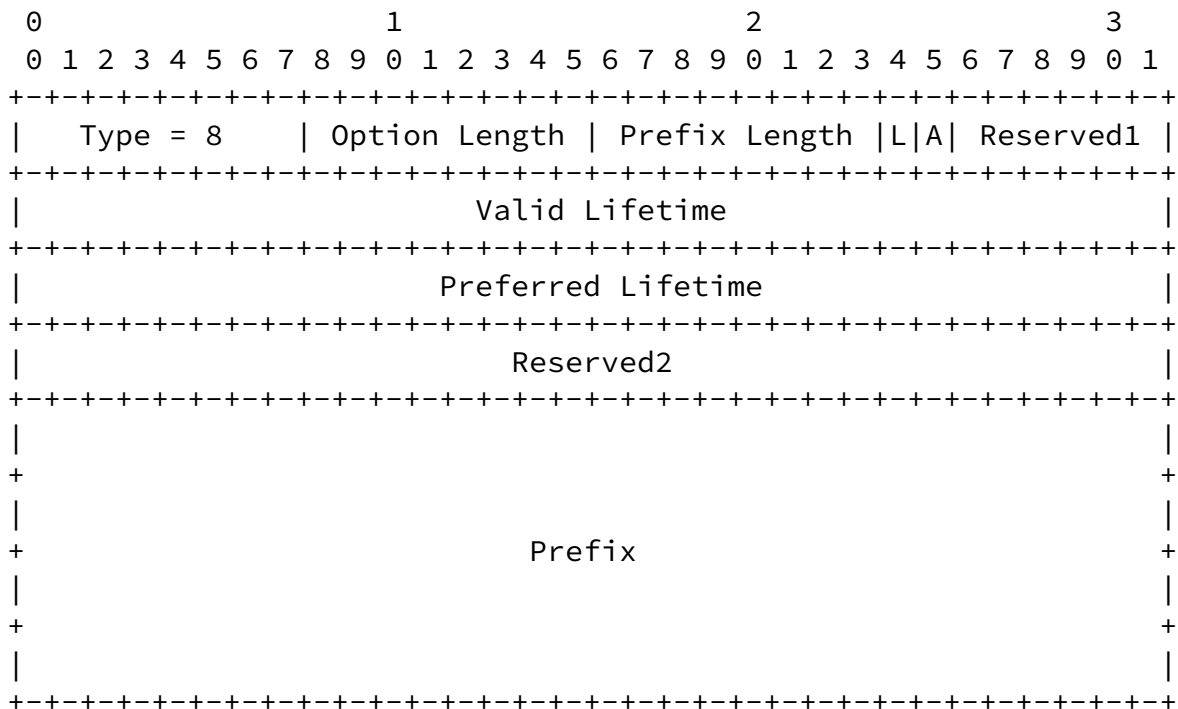 0                   1                   2                   3
 0 1 2 3 4 5 6 7 8 9 0 1 2 3 4 5 6 7 8 9 0 1 2 3 4 5 6 7 8 9 0 1
+-+-+-+-+-+-+-+-+-+-+-+-+-+-+-+-+-+-+-+-+-+-+-+-+-+-+-+-+-+-+-+-+
|   Type = 8    | Option Length | Prefix Length |L|A| Reserved1 |
+-+-+-+-+-+-+-+-+-+-+-+-+-+-+-+-+-+-+-+-+-+-+-+-+-+-+-+-+-+-+-+-+
|                         Valid Lifetime                        |
+-+-+-+-+-+-+-+-+-+-+-+-+-+-+-+-+-+-+-+-+-+-+-+-+-+-+-+-+-+-+-+-+
|                       Preferred Lifetime                      |
+-+-+-+-+-+-+-+-+-+-+-+-+-+-+-+-+-+-+-+-+-+-+-+-+-+-+-+-+-+-+-+-+
|                           Reserved2                           |
+-+-+-+-+-+-+-+-+-+-+-+-+-+-+-+-+-+-+-+-+-+-+-+-+-+-+-+-+-+-+-+-+
|                                                               |
+                                                               +
|                                                               |
+                            Prefix                             +
|                                                               |
+                                                               +
|                                                               |
+-+-+-+-+-+-+-+-+-+-+-+-+-+-+-+-+-+-+-+-+-+-+-+-+-+-+-+-+-+-+-+-+